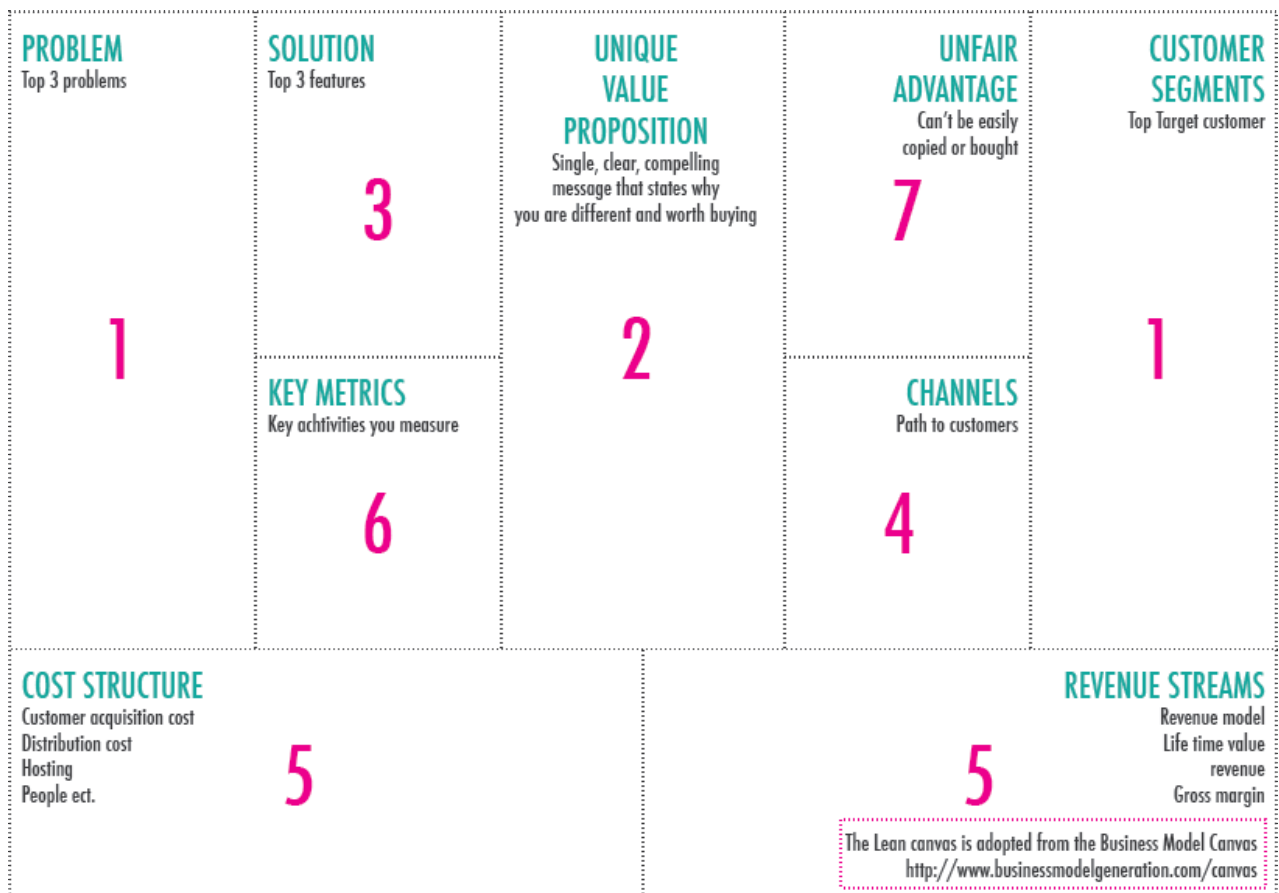 PROBLEM
Top 3 problems
1
SOLUTION
Top 3 features
3
KEY METRICS
Key achtivities you measure
6
UNIQUE
VALUE
PROPOSITION
Single, clear, compelling
message that states why
you are different and worth buying
2
UNFAIR
ADVANTAGE
Can't be easily
copied or bought
7
CHANNELS
Path to customers
4
CUSTOMER
SEGMENTS
Top Target customer
1
COST STRUCTURE
Customer acquisition cost
Distribution cost
Hosting
People ect.
5
REVENUE STREAMS
Revenue model
Life time value
revenue
Gross margin
5
The Lean canvas is adopted from the Business Model Canvas
http://www.businessmodelgeneration.com/canvas